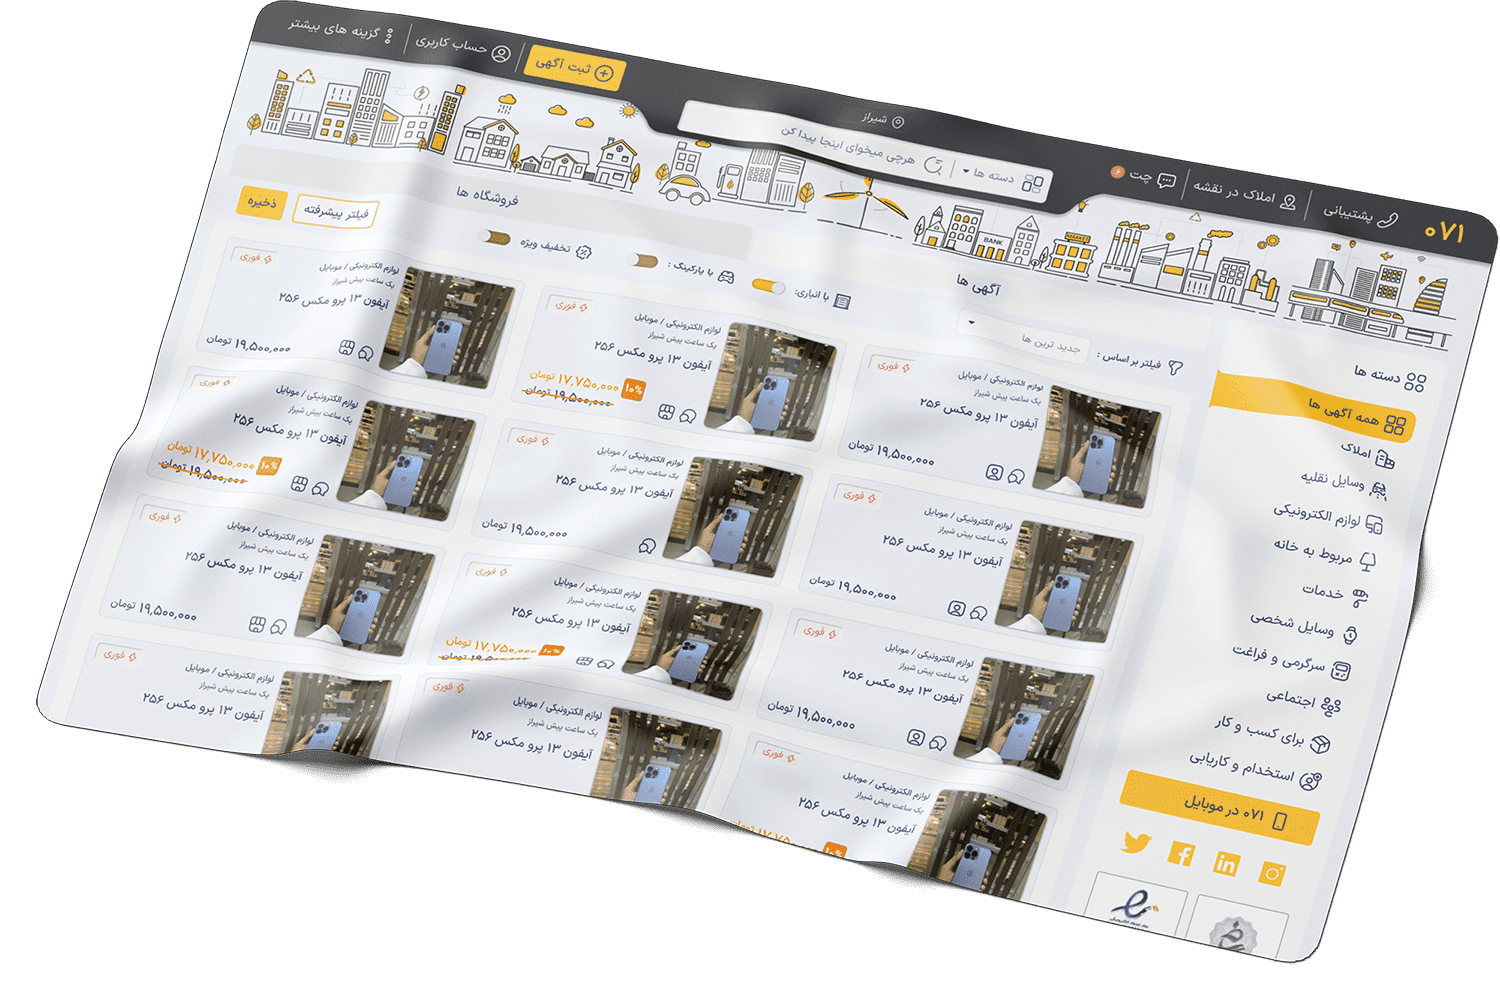 ۰۷۱
پشتیبانی
املاک در نقشه
چت ۶
شیراز
دسته ها
هرچی میخوای اینجا پیدا کن
ثبت آگهی
حساب کاربری
گزینه های بیشتر
BANK
MARKET
دسته ها
همه آگهی ها
املاک
وسایل نقلیه
لوازم الکترونیکی
مربوط به خانه
خدمات
وسایل شخصی
سرگرمی و فراغت
اجتماعی
برای کسب و کار
استخدام و کاریابی
۰۷۱ در موبایل
آگهی ها
فروشگاه ها
فیلتر بر اساس :
جدید ترین ها
با انباری:
با پارکینگ :
تخفیف ویژه
فیلتر پیشرفته
ذخیره
لوازم الکترونیکی / موبایل
فوری
یک ساعت پیش شیراز
آیفون ۱۳ پرو مکس ۲۵۶
۱۹,۵۰۰,۰۰۰ تومان
لوازم الکترونیکی / موبایل
فوری
یک ساعت پیش شیراز
آیفون ۱۳ پرو مکس ۲۵۶
۱۰% ۱۷,۷۵۰,۰۰۰ تومان
۱۹,۵۰۰,۰۰۰ تومان
لوازم الکترونیکی / موبایل
فوری
یک ساعت پیش شیراز
آیفون ۱۳ پرو مکس ۲۵۶
۱۹,۵۰۰,۰۰۰ تومان
لوازم الکترونیکی / موبایل
فوری
یک ساعت پیش شیراز
آیفون ۱۳ پرو مکس ۲۵۶
۱۹,۵۰۰,۰۰۰ تومان
لوازم الکترونیکی / موبایل
فوری
یک ساعت پیش شیراز
آیفون ۱۳ پرو مکس ۲۵۶
۱۹,۵۰۰,۰۰۰ تومان
لوازم الکترونیکی / موبایل
فوری
یک ساعت پیش شیراز
آیفون ۱۳ پرو مکس ۲۵۶
۱۰% ۱۷,۷۵۰,۰۰۰ تومان
۱۹,۵۰۰,۰۰۰ تومان
لوازم الکترونیکی / موبایل
فوری
یک ساعت پیش شیراز
آیفون ۱۳ پرو مکس ۲۵۶
۱۹,۵۰۰,۰۰۰ تومان
لوازم الکترونیکی / موبایل
فوری
یک ساعت پیش شیراز
آیفون ۱۳ پرو مکس ۲۵۶
۱۰% ۱۷,۷۵۰,۰۰۰ تومان
۱۹,۵۰۰,۰۰۰ تومان
لوازم الکترونیکی / موبایل
فوری
یک ساعت پیش شیراز
آیفون ۱۳ پرو مکس ۲۵۶
۱۹,۵۰۰,۰۰۰ تومان
لوازم الکترونیکی / موبایل
فوری
یک ساعت پیش شیراز
آیفون ۱۳ پرو مکس ۲۵۶
۱۰% ۱۷,۷۵۰,۰۰۰ تومان
لوازم الکترونیکی / موبایل
فوری
یک ساعت پیش شیراز
آیفون ۱۳ پرو مکس ۲۵۶
لوازم الکترونیکی / موبایل
فوری
یک ساعت پیش شیراز
آیفون ۱۳ پرو مکس ۲۵۶